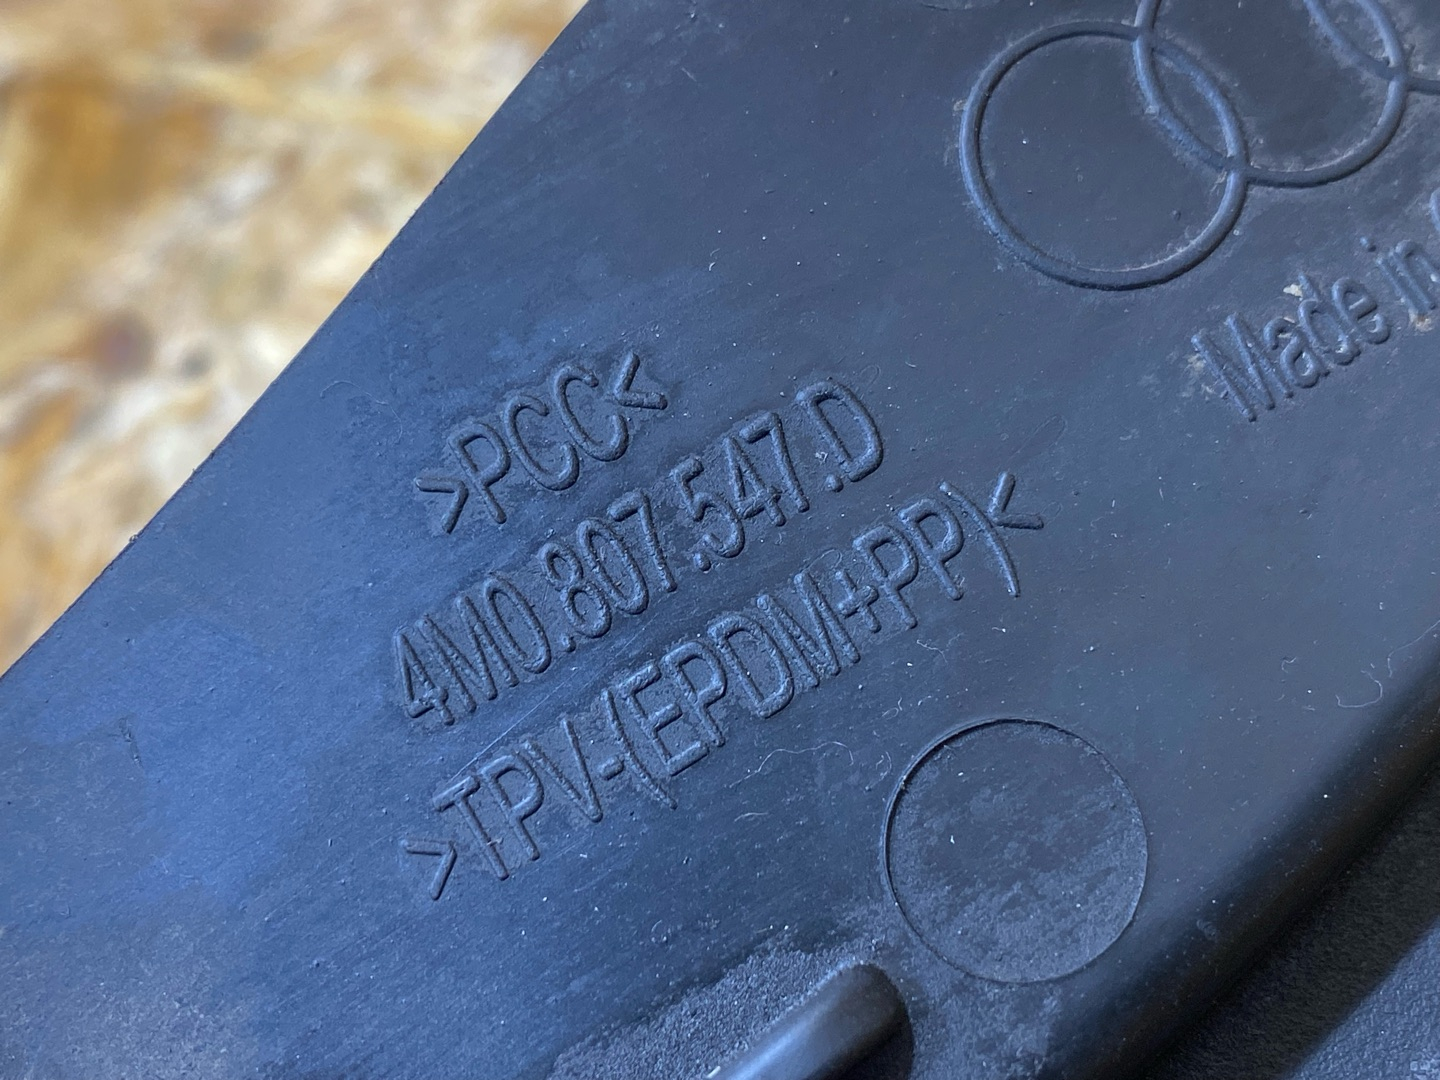 Made in
>PCC<
4M0.807.547.D
>TPV-(EPDM+PP)<